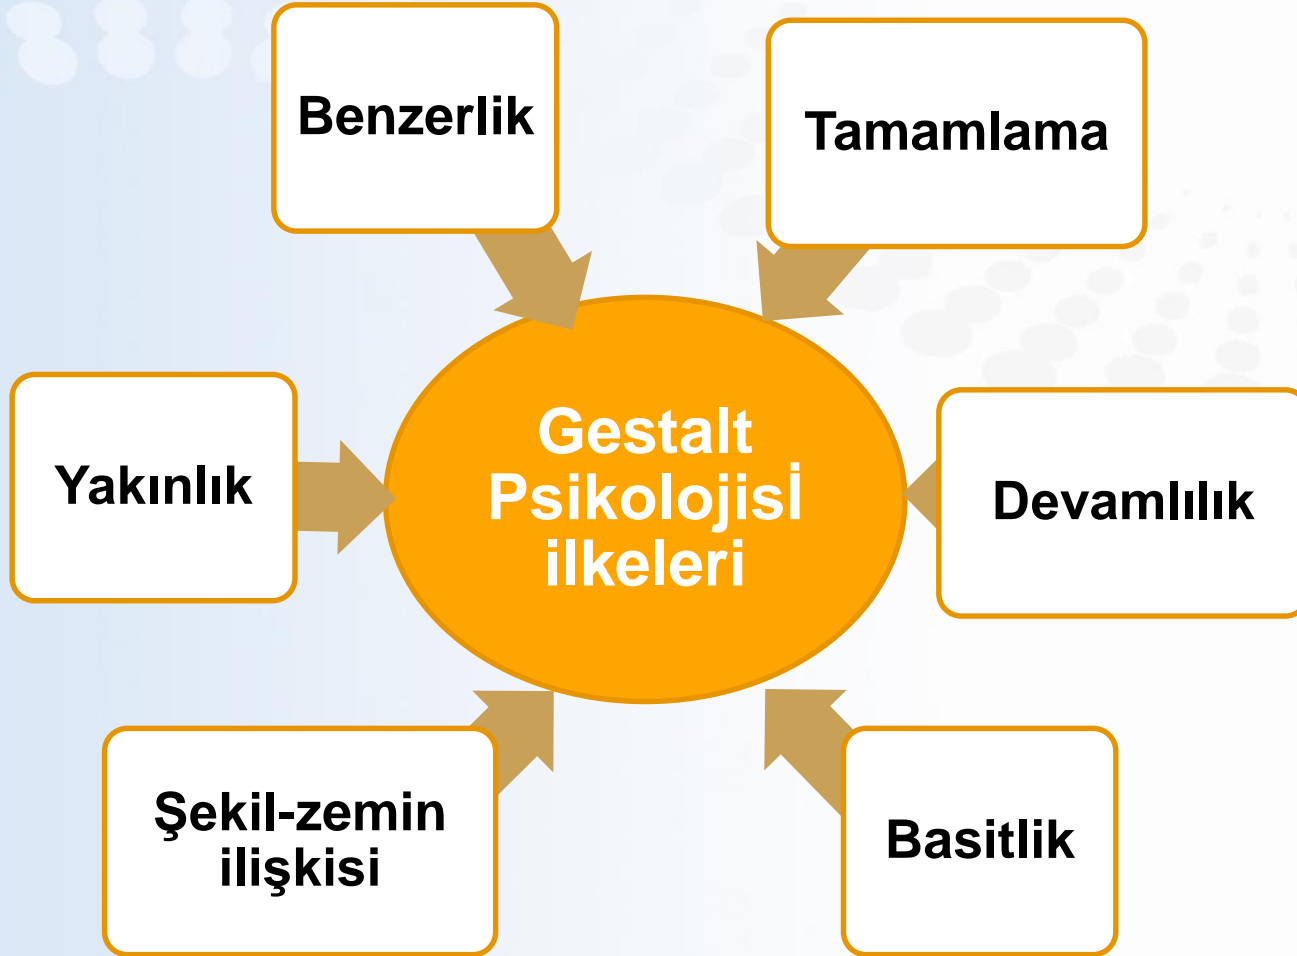 Benzerlik
Tamamlama
Yakınlık
Gestalt
Psikolojisİ
ilkeleri
Devamlılık
Şekil-zemin
ilişkisi
Basitlik